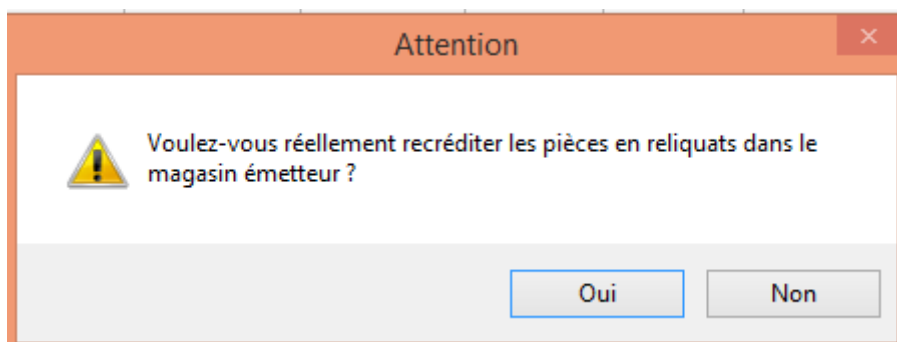 Attention
Voulez-vous réellement recréditer les pièces en reliquats dans le
magasin émetteur ?
Oui
Non